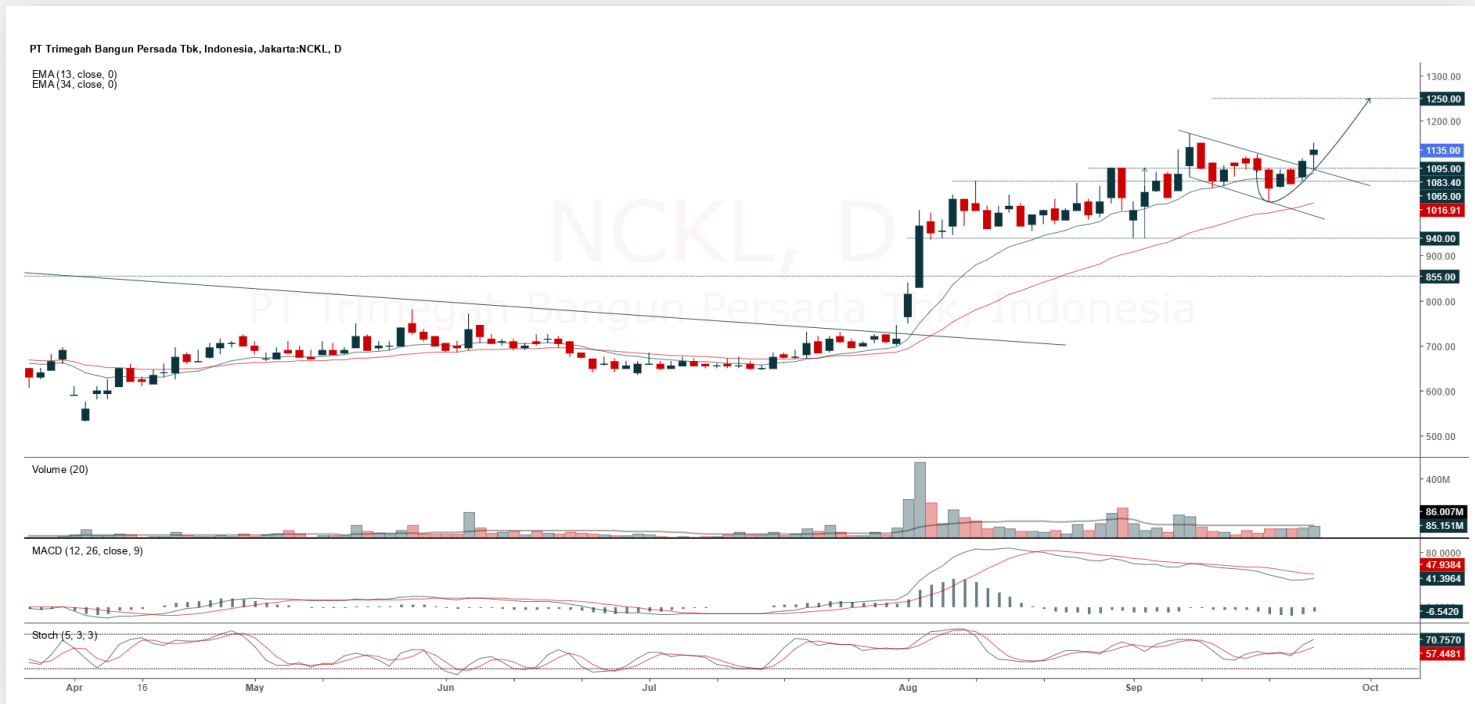 PT Trimegah Bangun Persada Tbk, Indonesia, Jakarta:NCKL, D
EMA (13, close, 0)
EMA (34, close, 0)
NCKL, D
PT Trimegah Bangun Persada Tbk, Indonesia
1300.00
1250.00
1200.00
1135.00
1095.00
1083.40
1065.00
1016.91
940.00
900.00
855.00
800.00
700.00
600.00
500.00
Volume (20)
400M
86.007M
85.151M
MACD (12, 26, close, 9)
80.0000
47.9384
41.3964
-6.5420
Stoch (5, 3, 3)
70.7570
57.4481
Apr 16 May Jun Jul Aug Sep Oct